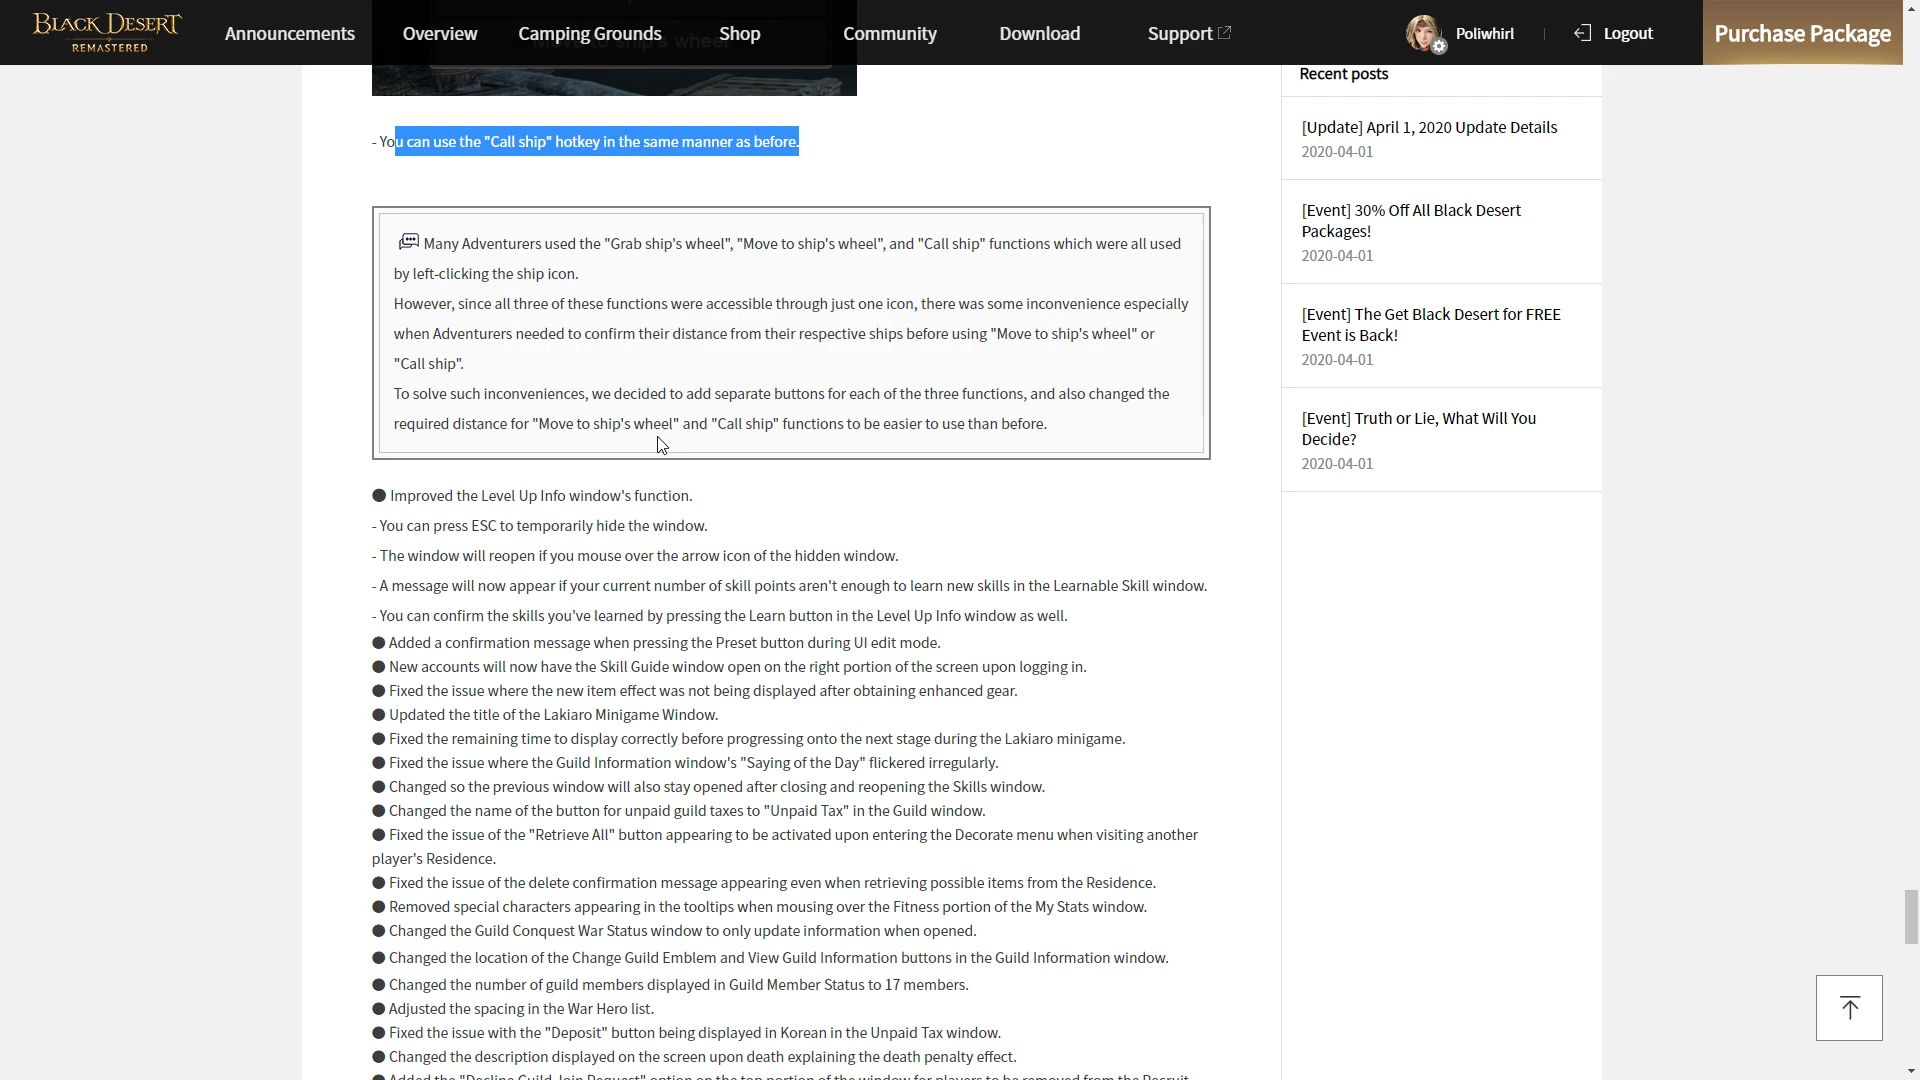 BLACK DESERT
REMASTERED
Announcements
Overview
Camping Grounds
Shop
Community
Download
Support
Poliwhirl
Logout
Purchase Package
Move to ship's wheel
- You can use the "Call ship" hotkey in the same manner as before.
Many Adventurers used the "Grab ship's wheel", "Move to ship's wheel", and "Call ship" functions which were all used
by left-clicking the ship icon.
However, since all three of these functions were accessible through just one icon, there was some inconvenience especially
when Adventurers needed to confirm their distance from their respective ships before using "Move to ship's wheel" or
"Call ship".
To solve such inconveniences, we decided to add separate buttons for each of the three functions, and also changed the
required distance for "Move to ship's wheel" and "Call ship" functions to be easier to use than before.
● Improved the Level Up Info window's function.
- You can press ESC to temporarily hide the window.
- The window will reopen if you mouse over the arrow icon of the hidden window.
- A message will now appear if your current number of skill points aren't enough to learn new skills in the Learnable Skill window.
- You can confirm the skills you've learned by pressing the Learn button in the Level Up Info window as well.
● Added a confirmation message when pressing the Preset button during UI edit mode.
● New accounts will now have the Skill Guide window open on the right portion of the screen upon logging in.
● Fixed the issue where the new item effect was not being displayed after obtaining enhanced gear.
● Updated the title of the Lakiaro Minigame Window.
● Fixed the remaining time to display correctly before progressing onto the next stage during the Lakiaro minigame.
● Fixed the issue where the Guild Information window's "Saying of the Day" flickered irregularly.
● Changed so the previous window will also stay opened after closing and reopening the Skills window.
● Changed the name of the button for unpaid guild taxes to "Unpaid Tax" in the Guild window.
● Fixed the issue of the "Retrieve All" button appearing to be activated upon entering the Decorate menu when visiting another
player's Residence.
● Fixed the issue of the delete confirmation message appearing even when retrieving possible items from the Residence.
● Removed special characters appearing in the tooltips when mousing over the Fitness portion of the My Stats window.
● Changed the Guild Conquest War Status window to only update information when opened.
● Changed the location of the Change Guild Emblem and View Guild Information buttons in the Guild Information window.
● Changed the number of guild members displayed in Guild Member Status to 17 members.
● Adjusted the spacing in the War Hero list.
● Fixed the issue with the "Deposit" button being displayed in Korean in the Unpaid Tax window.
● Changed the description displayed on the screen upon death explaining the death penalty effect.
● Added the "Decline Guild Join Request" option on the top portion of the window for players to be removed from the Recruit
Recent posts
[Update] April 1, 2020 Update Details
2020-04-01
[Event] 30% Off All Black Desert
Packages!
2020-04-01
[Event] The Get Black Desert for FREE
Event is Back!
2020-04-01
[Event] Truth or Lie, What Will You
Decide?
2020-04-01